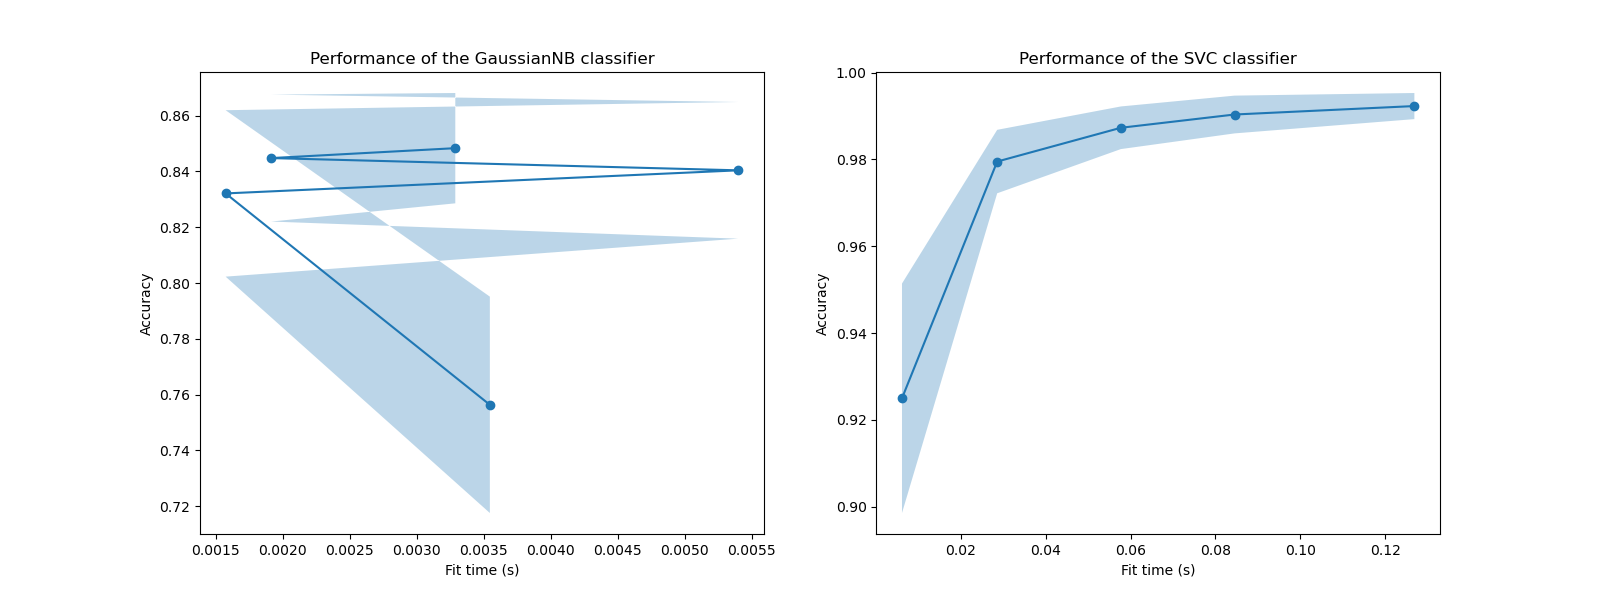 Performance of the GaussianNB classifier
Accuracy
0.86
0.84
0.82
0.80
0.78
0.76
0.74
0.72
0.0015 0.0020 0.0025 0.0030 0.0035 0.0040 0.0045 0.0050 0.0055
Fit time (s)
Performance of the SVC classifier
Accuracy
1.00
0.98
0.96
0.94
0.92
0.90
0.02 0.04 0.06 0.08 0.10 0.12
Fit time (s)